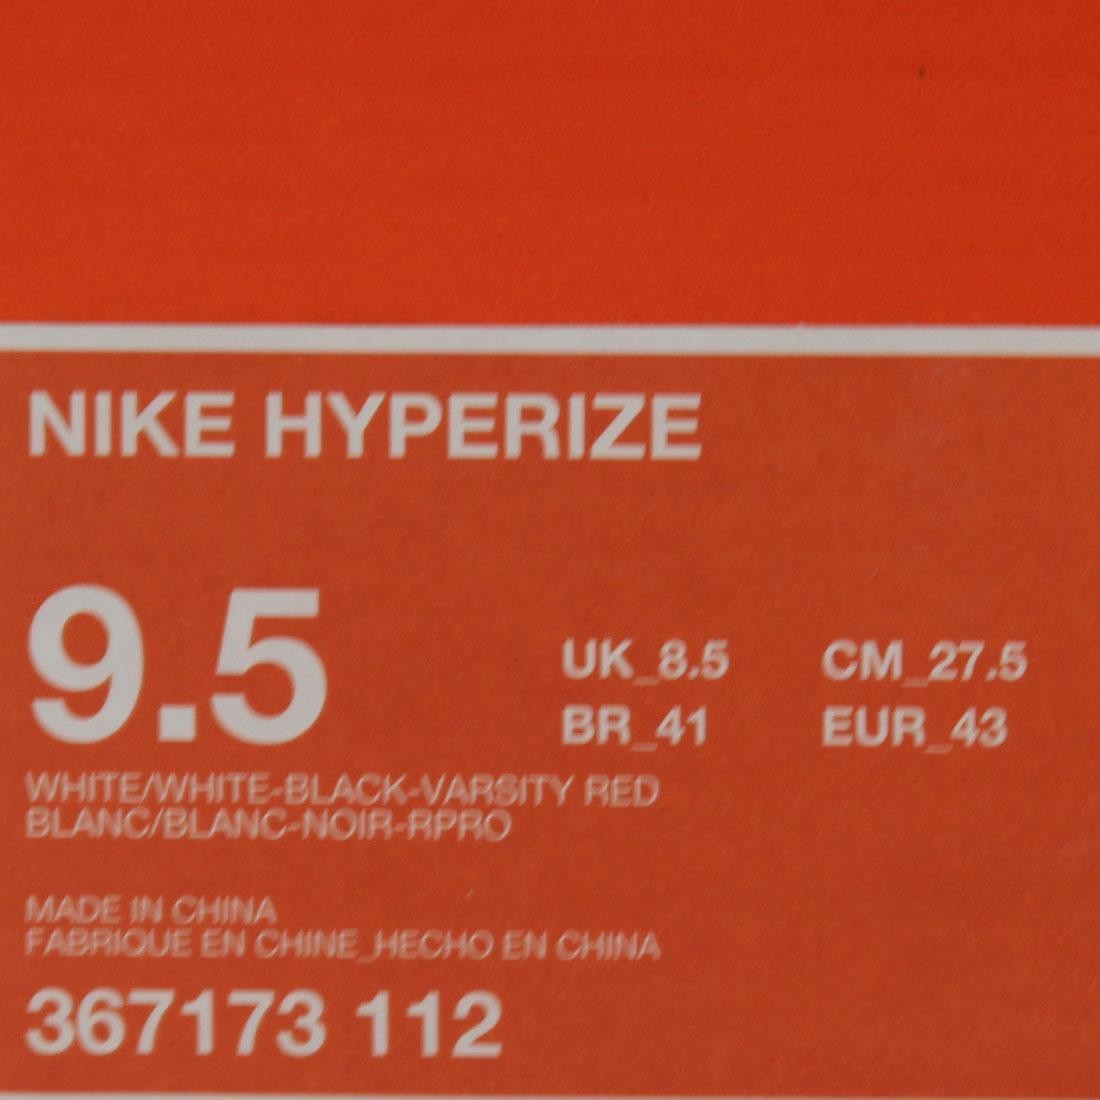 NIKE HYPERIZE
9.5
UK_8.5 CM_27.5
BR_41 EUR_43
WHITE/WHITE-BLACK-VARSITY RED
BLANC/BLANC-NOIR-RPRO
MADE IN CHINA
FABRIQUE EN CHINE_HECHO EN CHINA
367173 112